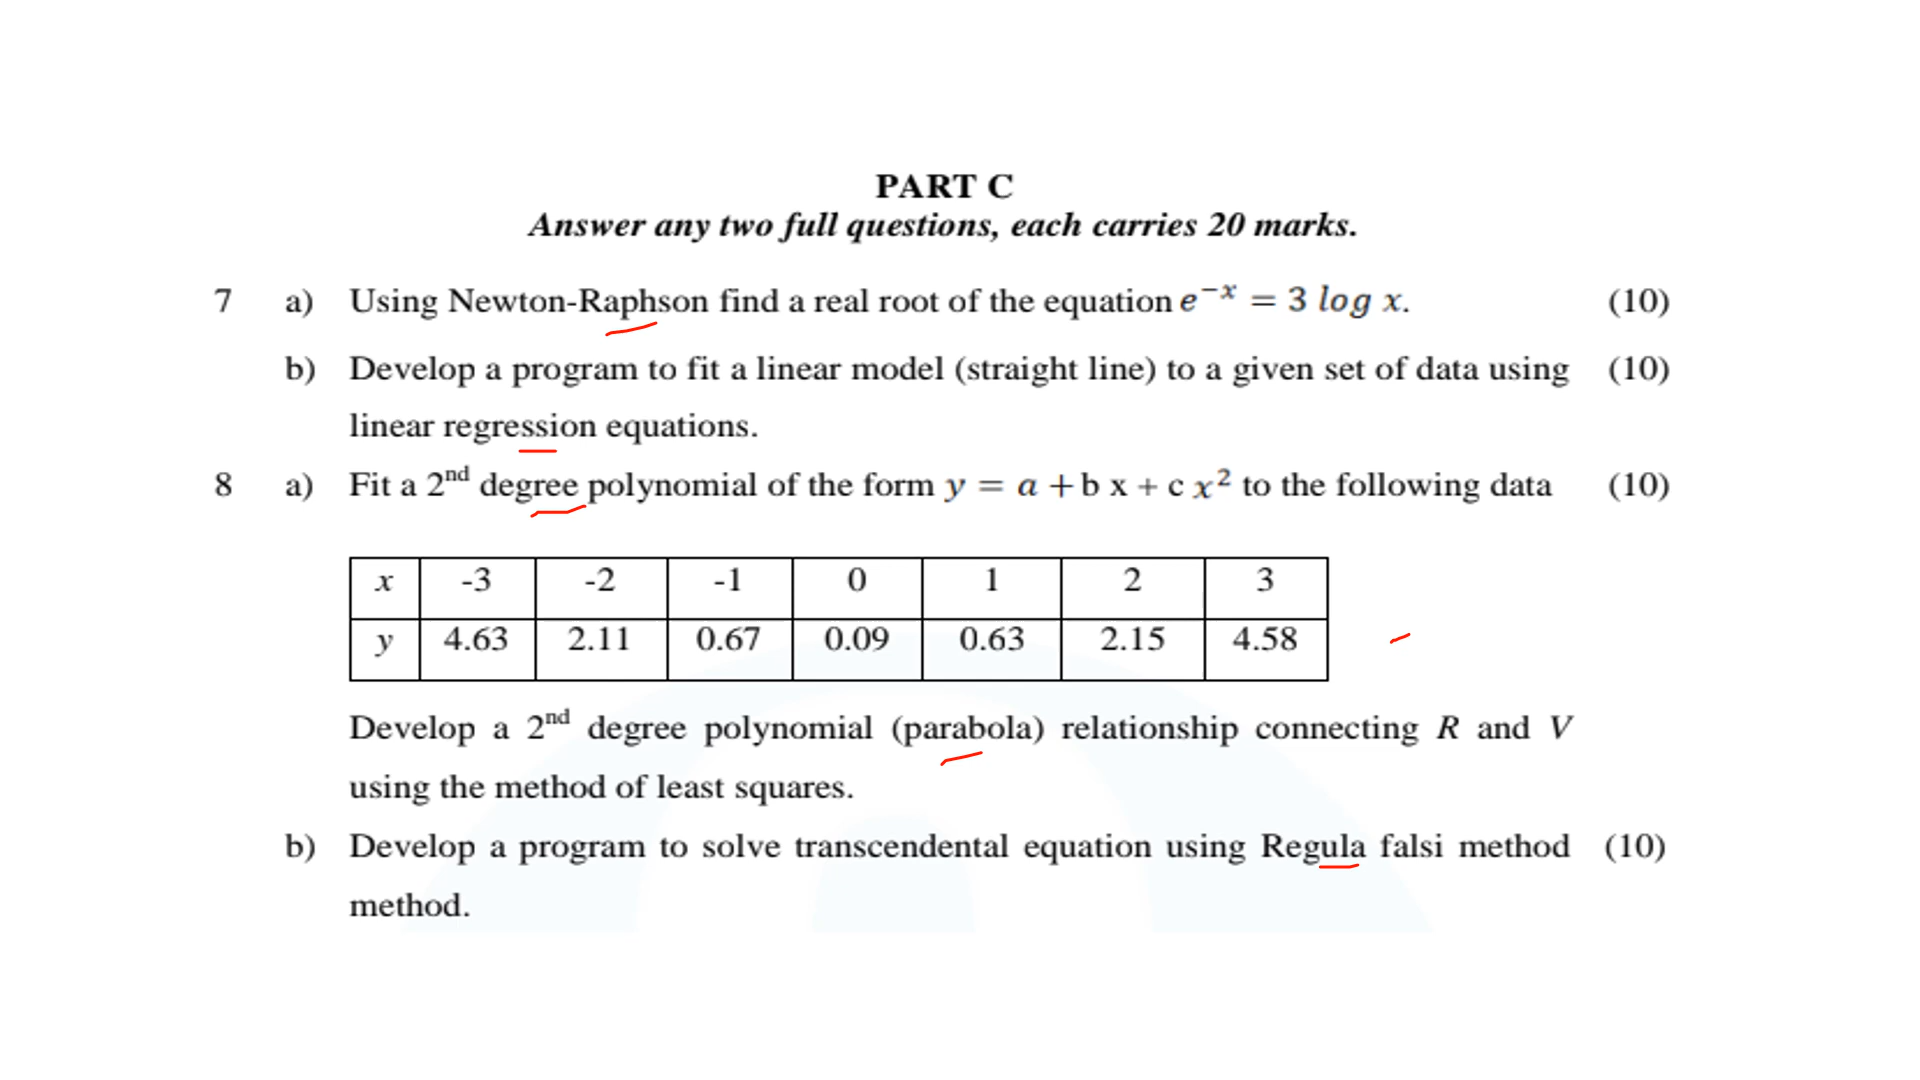 PART C
Answer any two full questions, each carries 20 marks.
7 a) Using Newton-Raphson find a real root of the equation e⁻ˣ = 3 log x. (10)
b) Develop a program to fit a linear model (straight line) to a given set of data using (10)
linear regression equations.
8 a) Fit a 2nd degree polynomial of the form y = a + b x + c x² to the following data (10)
x -3 -2 -1 0 1 2 3
y 4.63 2.11 0.67 0.09 0.63 2.15 4.58
Develop a 2nd degree polynomial (parabola) relationship connecting R and V
using the method of least squares.
b) Develop a program to solve transcendental equation using Regula falsi method (10)
method.